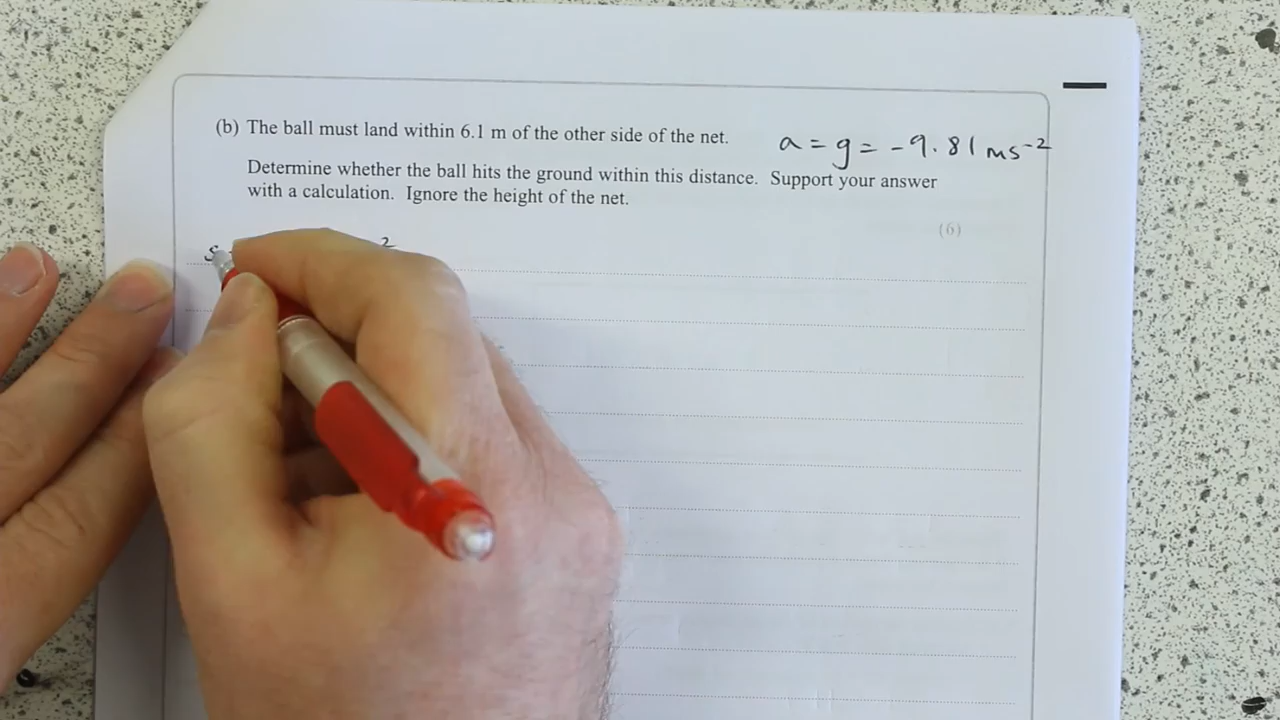 (b) The ball must land within 6.1 m of the other side of the net.
a = g = -9.81 ms⁻²
Determine whether the ball hits the ground within this distance. Support your answer
with a calculation. Ignore the height of the net.
(6)
s 2